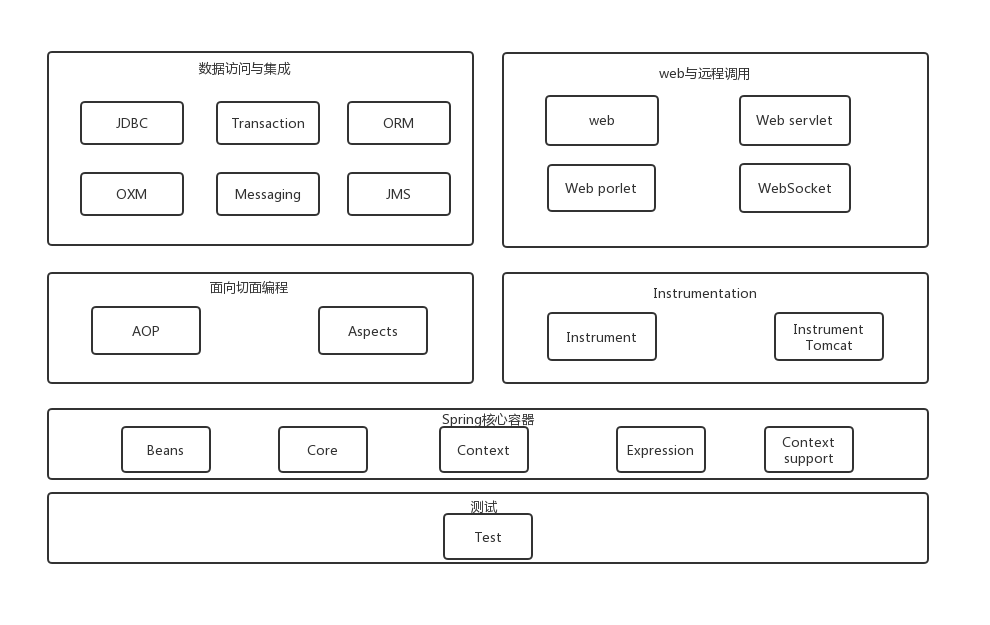 数据访问与集成
JDBC
Transaction
ORM
OXM
Messaging
JMS
web与远程调用
web
Web servlet
Web porlet
WebSocket
面向切面编程
AOP
Aspects
Instrumentation
Instrument
Instrument
Tomcat
Spring核心容器
Beans
Core
Context
Expression
Context
support
测试
Test